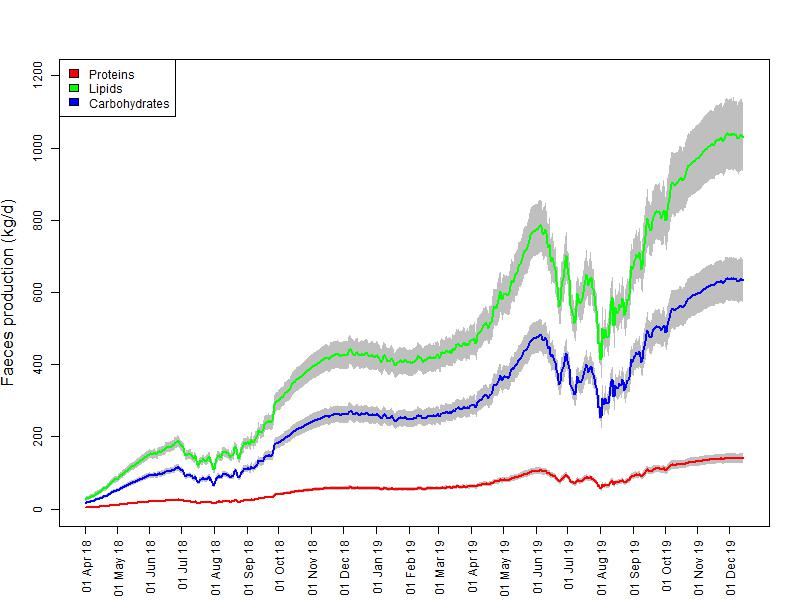 Proteins
Lipids
Carbohydrates
Faeces production (kg/d)
1200
1000
800
600
400
200
0
01 Apr 18
01 May 18
01 Jun 18
01 Jul 18
01 Aug 18
01 Sep 18
01 Oct 18
01 Nov 18
01 Dec 18
01 Jan 19
01 Feb 19
01 Mar 19
01 Apr 19
01 May 19
01 Jun 19
01 Jul 19
01 Aug 19
01 Sep 19
01 Oct 19
01 Nov 19
01 Dec 19